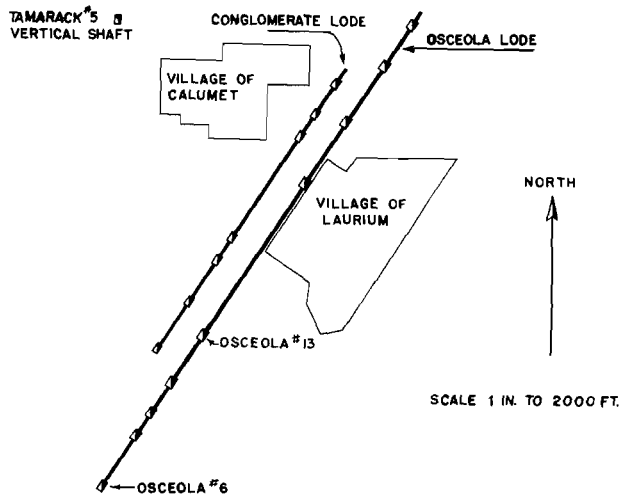 TAMARACK #5
VERTICAL SHAFT
CONGLOMERATE LODE
OSCEOLA LODE
VILLAGE OF
CALUMET
NORTH
VILLAGE OF
LAURIUM
OSCEOLA #13
SCALE 1 IN. TO 2000 FT.
OSCEOLA #6